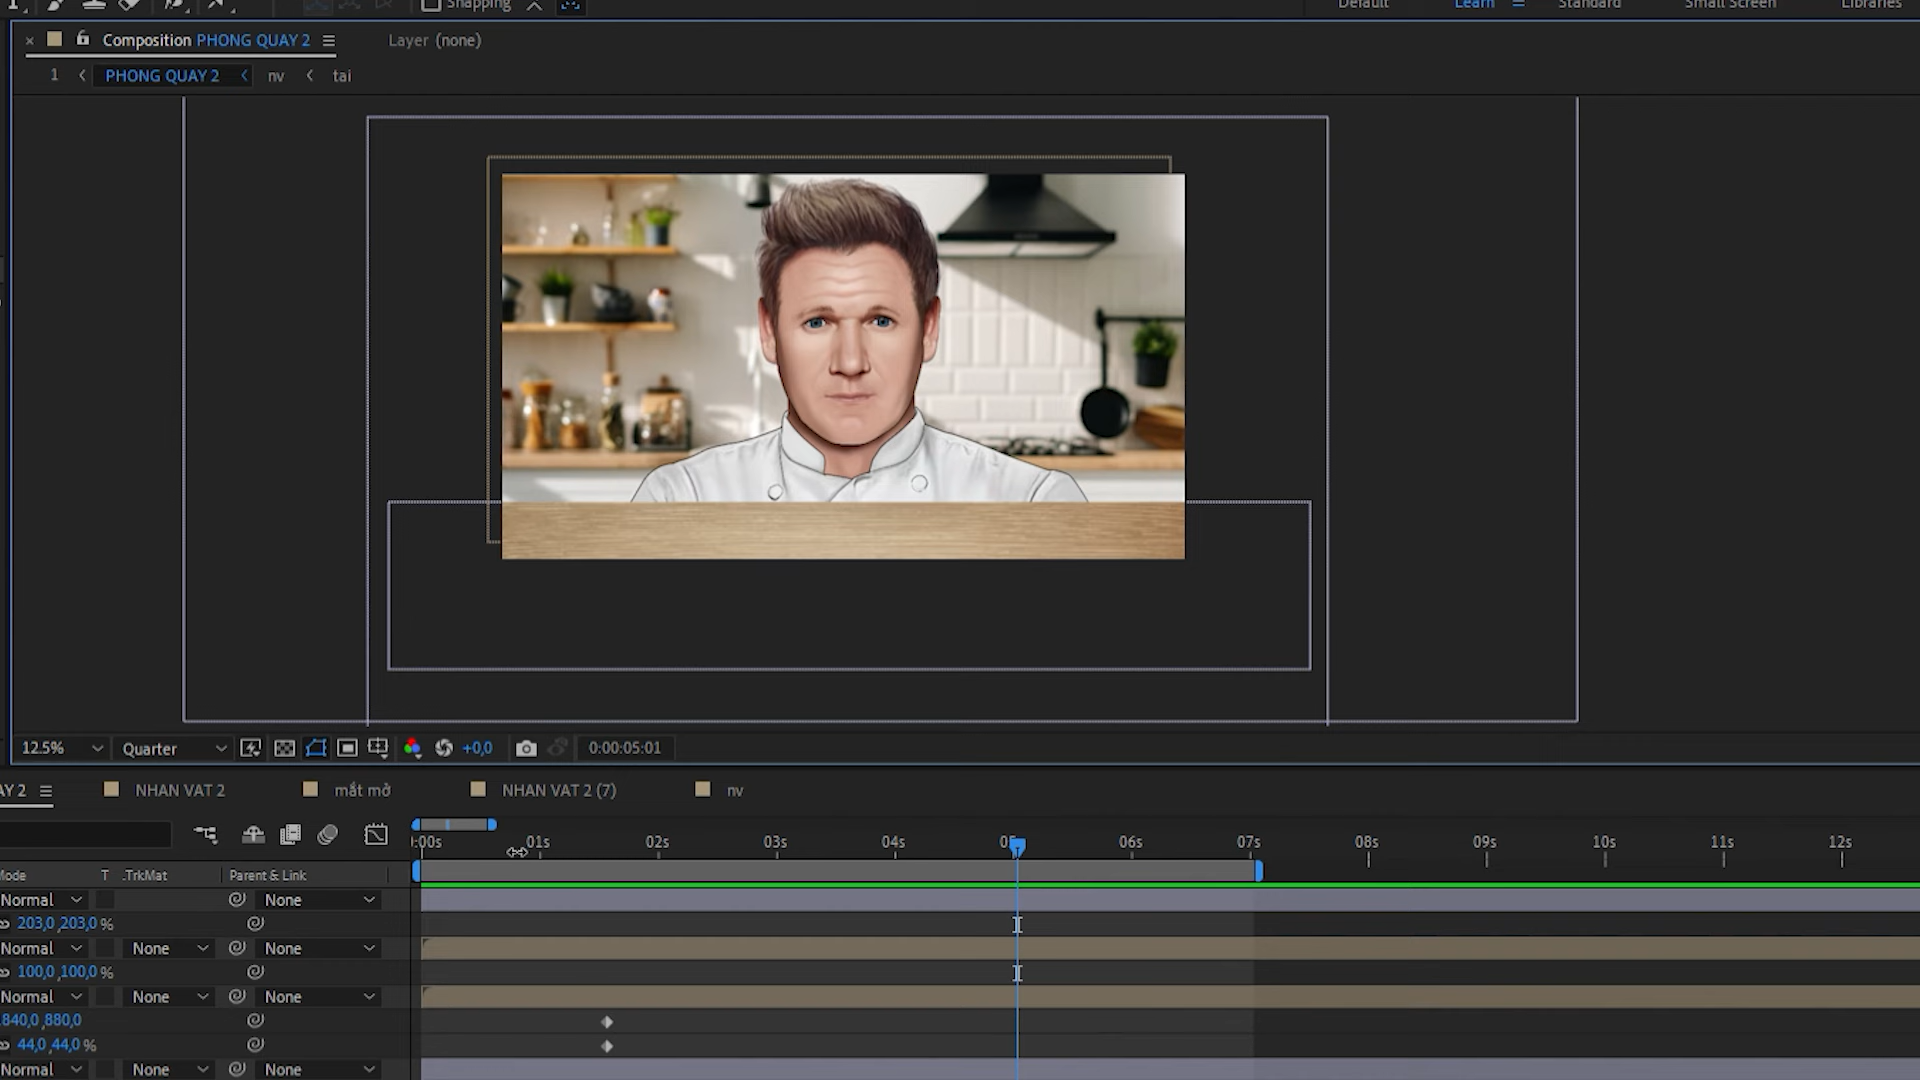 Snapping
Default Learn Standard Small Screen Libraries
× Composition PHONG QUAY 2 Layer (none)
1 PHONG QUAY 2 nv tai
12.5% Quarter +0,0 0:00:05:01
AY 2 NHAN VAT 2 mắt mở NHAN VAT 2 (7) nv
:00s 01s 02s 03s 04s 05 06s 07s 08s 09s 10s 11s 12s
Mode T .TrkMat Parent & Link
Normal None
203,0,203,0%
Normal None None
100,0,100,0%
Normal None None
840,0,880,0
44,0,44,0%
Normal None None